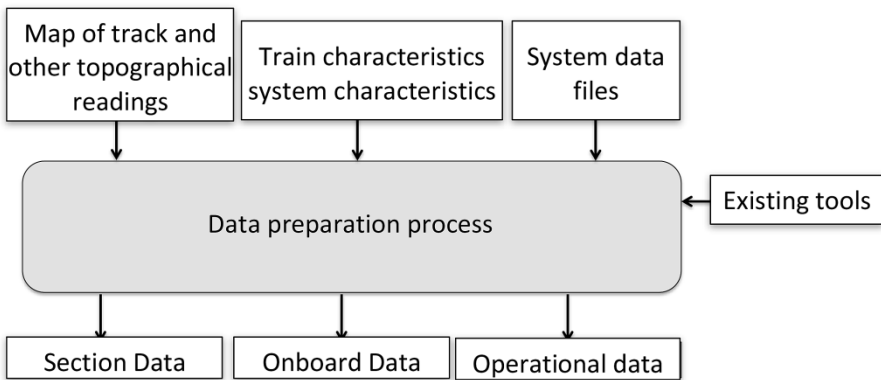 Map of track and
other topographical
readings
Train characteristics
system characteristics
System data
files
Data preparation process
Existing tools
Section Data
Onboard Data
Operational data